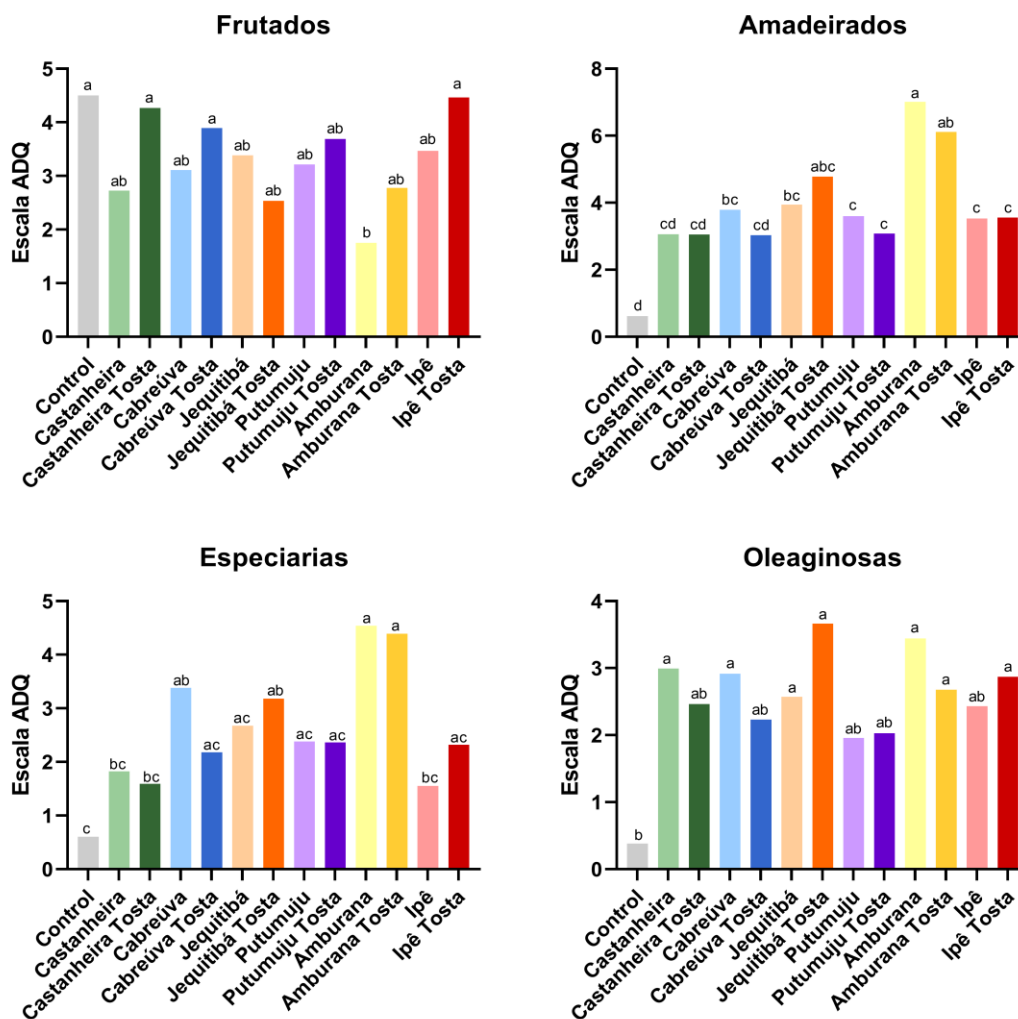 Frutados
Escala ADQ
5
4
3
2
1
0
a
ab
a
ab
a
ab
ab
ab
ab
b
ab
ab
a
Control
Castanheira
Castanheira Tosta
Cabreúva
Cabreúva Tosta
Jequitibá
Jequitibá Tosta
Putumuju
Putumuju Tosta
Amburana
Amburana Tosta
Ipê
Ipê Tosta
Amadeirados
Escala ADQ
8
6
4
2
0
d
cd
cd
bc
cd
bc
abc
c
c
a
ab
c
c
Control
Castanheira
Castanheira Tosta
Cabreúva
Cabreúva Tosta
Jequitibá
Jequitibá Tosta
Putumuju
Putumuju Tosta
Amburana
Amburana Tosta
Ipê
Ipê Tosta
Especiarias
Escala ADQ
5
4
3
2
1
0
c
bc
bc
ab
ac
ac
ab
ac
ac
a
a
bc
ac
Control
Castanheira
Castanheira Tosta
Cabreúva
Cabreúva Tosta
Jequitibá
Jequitibá Tosta
Putumuju
Putumuju Tosta
Amburana
Amburana Tosta
Ipê
Ipê Tosta
Oleaginosas
Escala ADQ
4
3
2
1
0
b
a
ab
a
ab
a
a
ab
ab
a
a
ab
a
Control
Castanheira
Castanheira Tosta
Cabreúva
Cabreúva Tosta
Jequitibá
Jequitibá Tosta
Putumuju
Putumuju Tosta
Amburana
Amburana Tosta
Ipê
Ipê Tosta